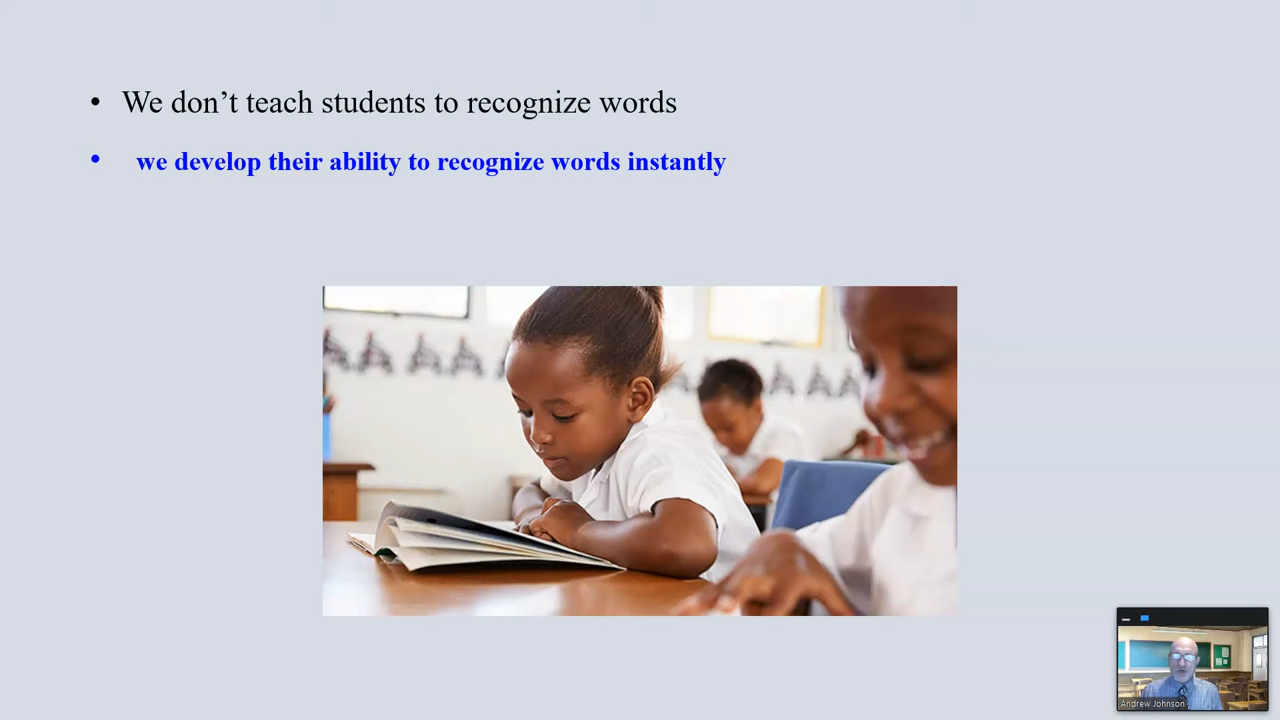 • We don’t teach students to recognize words
• we develop their ability to recognize words instantly
Andrew Johnson